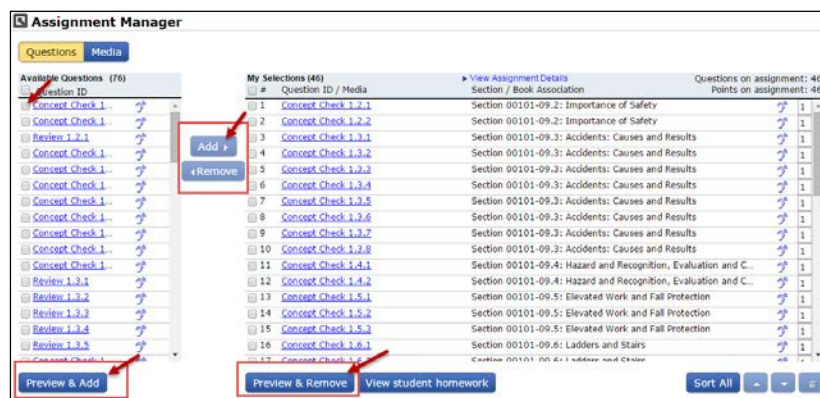 Assignment Manager
Questions Media
Available Questions (76)
Question ID
Concept Check 1...
Concept Check 1...
Review 1.2.1
Concept Check 1...
Concept Check 1...
Concept Check 1...
Concept Check 1...
Concept Check 1...
Concept Check 1...
Concept Check 1...
Concept Check 1...
Review 1.3.1
Review 1.3.2
Review 1.3.3
Review 1.3.4
Review 1.3.5
Concept Check 1...
Preview & Add
Add
Remove
My Selections (46) View Assignment Details Questions on assignment: 46
# Question ID / Media Section / Book Association Points on assignment: 46
1 Concept Check 1.2.1 Section 00101-09.2: Importance of Safety 1
2 Concept Check 1.2.2 Section 00101-09.2: Importance of Safety 1
3 Concept Check 1.3.1 Section 00101-09.3: Accidents: Causes and Results 1
4 Concept Check 1.3.2 Section 00101-09.3: Accidents: Causes and Results 1
5 Concept Check 1.3.3 Section 00101-09.3: Accidents: Causes and Results 1
6 Concept Check 1.3.4 Section 00101-09.3: Accidents: Causes and Results 1
7 Concept Check 1.3.5 Section 00101-09.3: Accidents: Causes and Results 1
8 Concept Check 1.3.6 Section 00101-09.3: Accidents: Causes and Results 1
9 Concept Check 1.3.7 Section 00101-09.3: Accidents: Causes and Results 1
10 Concept Check 1.3.8 Section 00101-09.3: Accidents: Causes and Results 1
11 Concept Check 1.4.1 Section 00101-09.4: Hazard and Recognition, Evaluation and C... 1
12 Concept Check 1.4.2 Section 00101-09.4: Hazard and Recognition, Evaluation and C... 1
13 Concept Check 1.5.1 Section 00101-09.5: Elevated Work and Fall Protection 1
14 Concept Check 1.5.2 Section 00101-09.5: Elevated Work and Fall Protection 1
15 Concept Check 1.5.3 Section 00101-09.5: Elevated Work and Fall Protection 1
16 Concept Check 1.6.1 Section 00101-09.6: Ladders and Stairs 1
17 Concept Check Section 00101-09.6: Ladders and Stairs 1
Preview & Remove View student homework Sort All